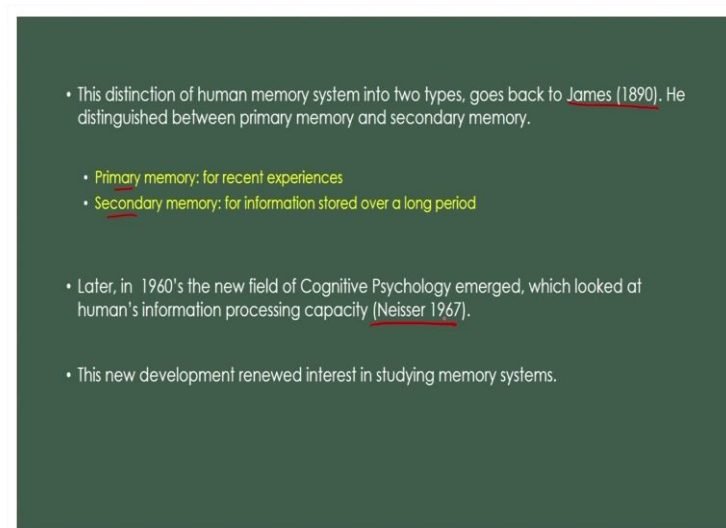 • This distinction of human memory system into two types, goes back to James (1890). He
distinguished between primary memory and secondary memory.
• Primary memory: for recent experiences
• Secondary memory: for information stored over a long period
• Later, in 1960's the new field of Cognitive Psychology emerged, which looked at
human's information processing capacity (Neisser 1967).
• This new development renewed interest in studying memory systems.